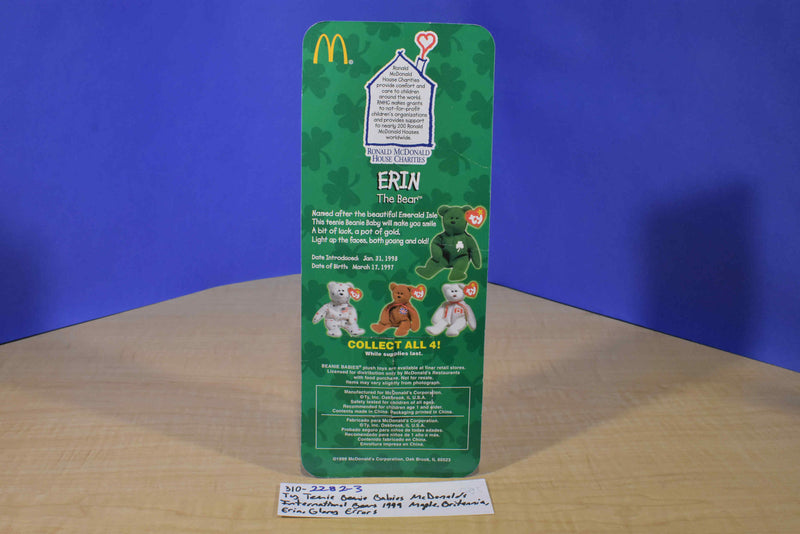 Ronald
McDonald
House Charities
provide comfort and
care to children
around the world.
RMHC makes grants
to not-for-profit
children's organizations
and provides support
to nearly 200 Ronald
McDonald Houses
worldwide.
RONALD MCDONALD
HOUSE CHARITIES
ERIN
The Bear™
Named after the beautiful Emerald Isle
This teenie Beanie Baby will make you smile
A bit of luck, a pot of gold,
Light up the faces, both young and old!
Date Introduced: Jan. 31, 1998
Date of Birth: March 17, 1997
COLLECT ALL 4!
While supplies last.
BEANIE BABIES® plush toys are available at finer retail stores.
Licensed for distribution only by McDonald's Restaurants
with food purchase. Not for resale.
Items may vary slightly from photograph.
Manufactured for McDonald's Corporation.
©Ty, Inc. Oakbrook, IL U.S.A.
Safety tested for children of all ages.
Recommended for children age 1 and older.
Contents made in China. Packaging printed in China.
Fabricado para McDonald's Corporation.
©Ty, Inc. Oakbrook, IL U.S.A.
Probado seguro para niños de todas edades.
Recomendado para niños de 1 año o más.
Contenido fabricado en China.
Envoltura impresa en China.
©1999 McDonald's Corporation, Oak Brook, IL 60523
310-2282-3
Ty Teenie Beanie Babies McDonald's
International Bears 1999 Maple, Britannia,
Erin, Glory Errors